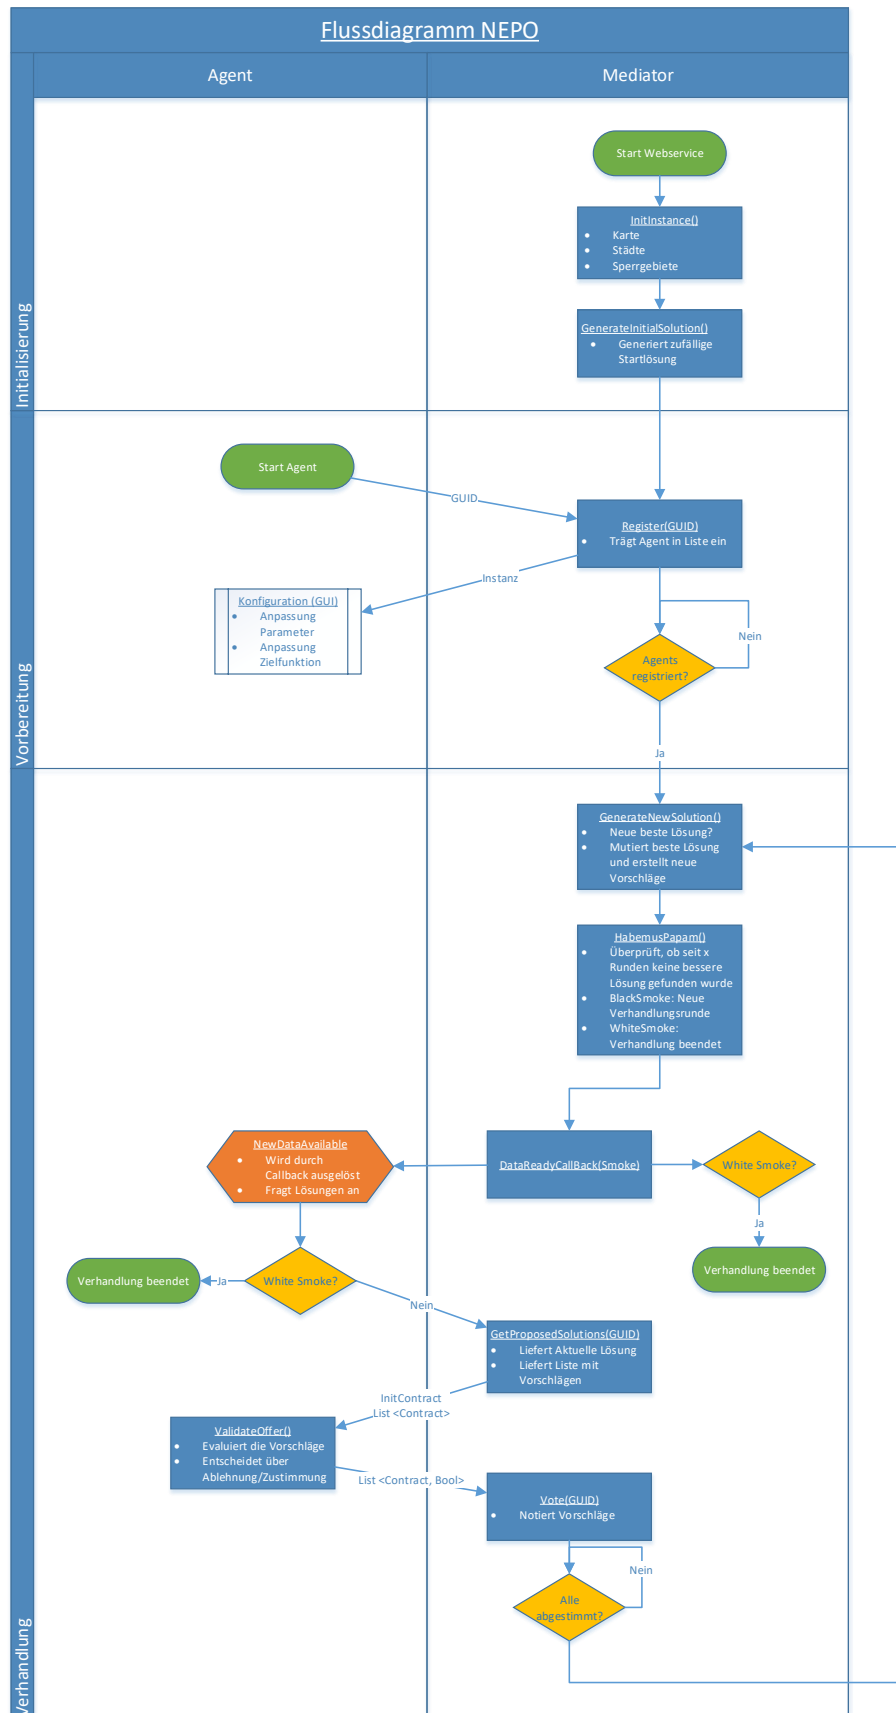 Flussdiagramm NEPO
Agent
Mediator
Initialisierung
Start Webservice
InitInstance()
• Karte
• Städte
• Sperrgebiete
GenerateInitialSolution()
• Generiert zufällige
Startlösung
Vorbereitung
Start Agent
GUID
Register(GUID)
• Trägt Agent in Liste ein
Instanz
Konfiguration (GUI)
• Anpassung
Parameter
• Anpassung
Zielfunktion
Nein
Agents
registriert?
Ja
Verhandlung
GenerateNewSolution()
• Neue beste Lösung?
• Mutiert beste Lösung
und erstellt neue
Vorschläge
HabemusPapam()
• Überprüft, ob seit x
Runden keine bessere
Lösung gefunden wurde
• BlackSmoke: Neue
Verhandlungsrunde
• WhiteSmoke:
Verhandlung beendet
NewDataAvailable
• Wird durch
Callback ausgelöst
• Fragt Lösungen an
DataReadyCallBack(Smoke)
White Smoke?
Ja
Verhandlung beendet
White Smoke?
Ja
Verhandlung beendet
Nein
GetProposedSolutions(GUID)
• Liefert Aktuelle Lösung
• Liefert Liste mit
Vorschlägen
InitContract
List <Contract>
ValidateOffer()
• Evaluiert die Vorschläge
• Entscheidet über
Ablehnung/Zustimmung
List <Contract, Bool>
Vote(GUID)
• Notiert Vorschläge
Nein
Alle
abgestimmt?